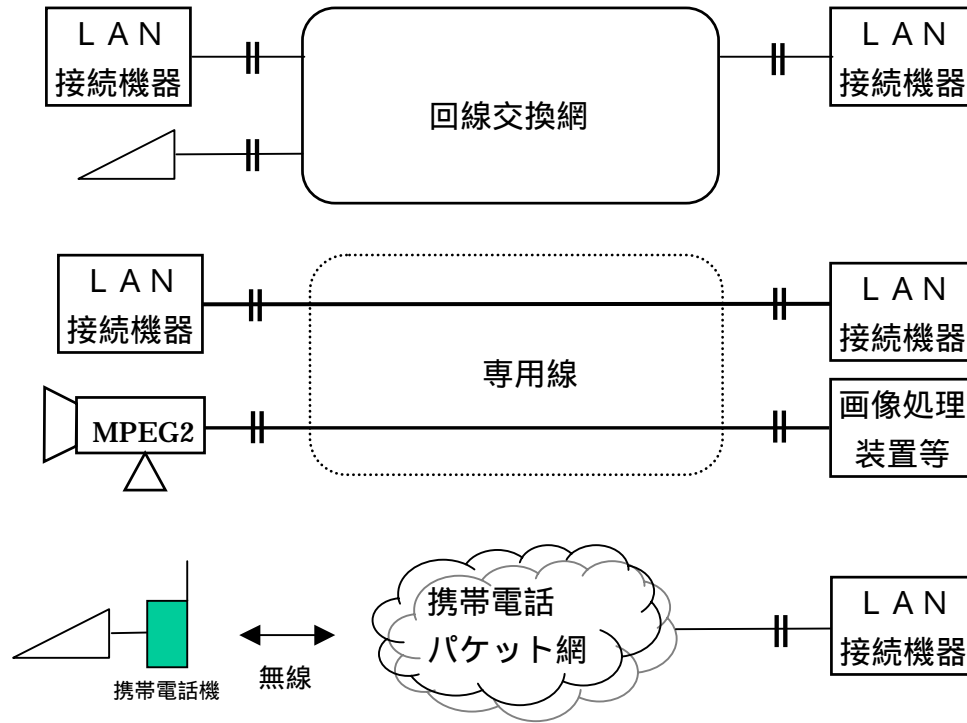 ＬＡＮ
接続機器
回線交換網
ＬＡＮ
接続機器
ＬＡＮ
接続機器
専用線
ＬＡＮ
接続機器
MPEG2
画像処理
装置等
携帯電話機
無線
携帯電話
パケット網
ＬＡＮ
接続機器